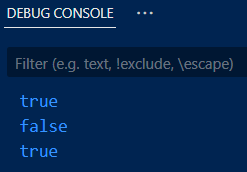 DEBUG CONSOLE ···
Filter (e.g. text, !exclude, \escape)
true
false
true